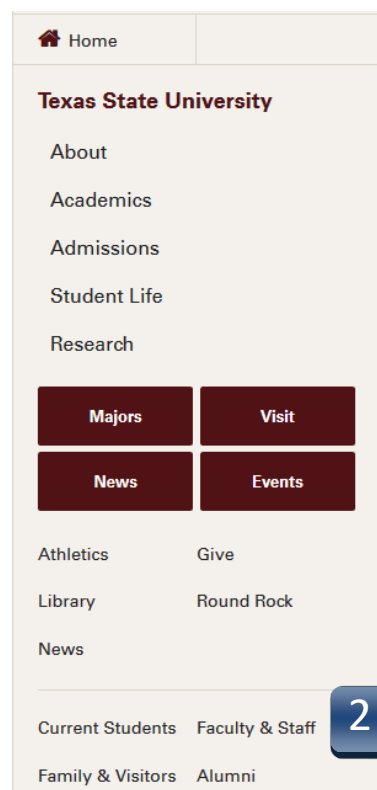 Home
Texas State University
About
Academics
Admissions
Student Life
Research
Majors Visit
News Events
Athletics Give
Library Round Rock
News
Current Students Faculty & Staff 2
Family & Visitors Alumni